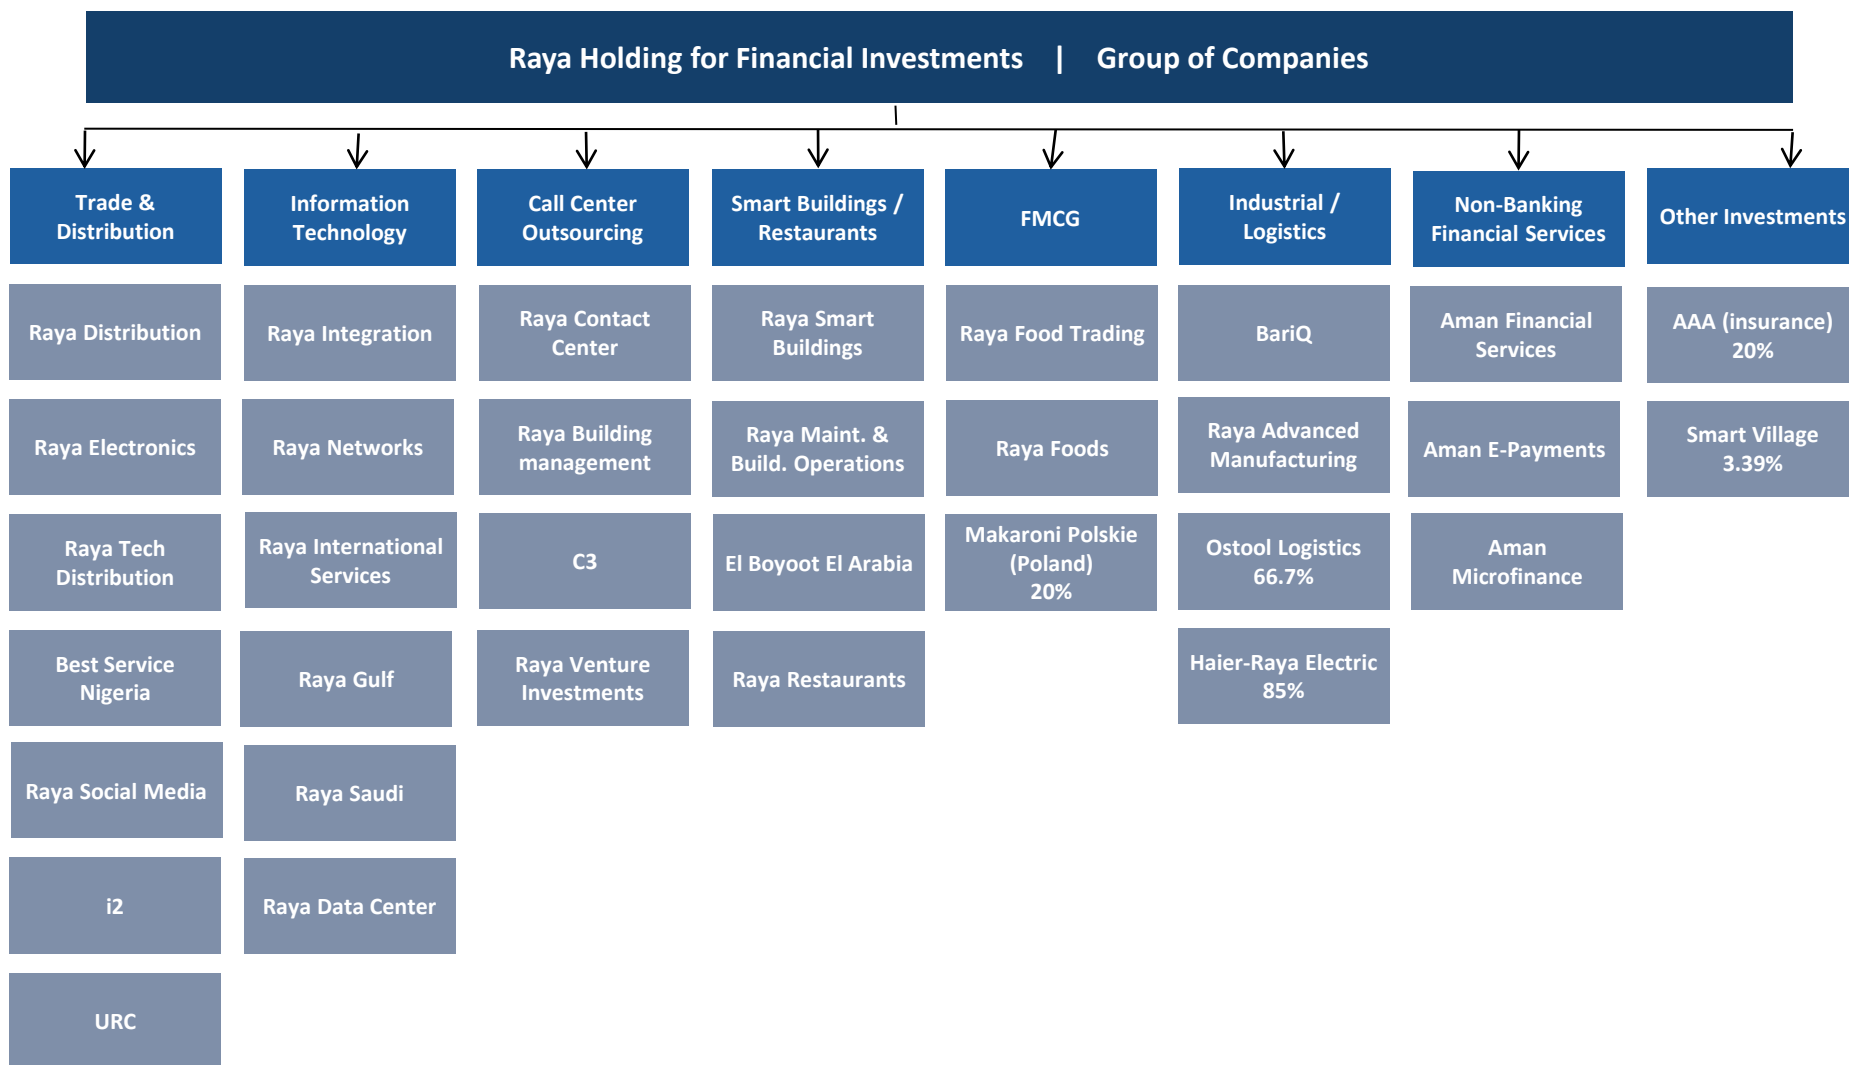 Raya Holding for Financial Investments | Group of Companies
Trade &
Distribution
Raya Distribution
Raya Electronics
Raya Tech
Distribution
Best Service
Nigeria
Raya Social Media
i2
URC
Information
Technology
Raya Integration
Raya Networks
Raya International
Services
Raya Gulf
Raya Saudi
Raya Data Center
Call Center
Outsourcing
Raya Contact
Center
Raya Building
management
C3
Raya Venture
Investments
Smart Buildings /
Restaurants
Raya Smart
Buildings
Raya Maint. &
Build. Operations
El Boyoot El Arabia
Raya Restaurants
FMCG
Raya Food Trading
Raya Foods
Makaroni Polskie
(Poland)
20%
Industrial /
Logistics
BariQ
Raya Advanced
Manufacturing
Ostool Logistics
66.7%
Haier-Raya Electric
85%
Non-Banking
Financial Services
Aman Financial
Services
Aman E-Payments
Aman
Microfinance
Other Investments
AAA (insurance)
20%
Smart Village
3.39%